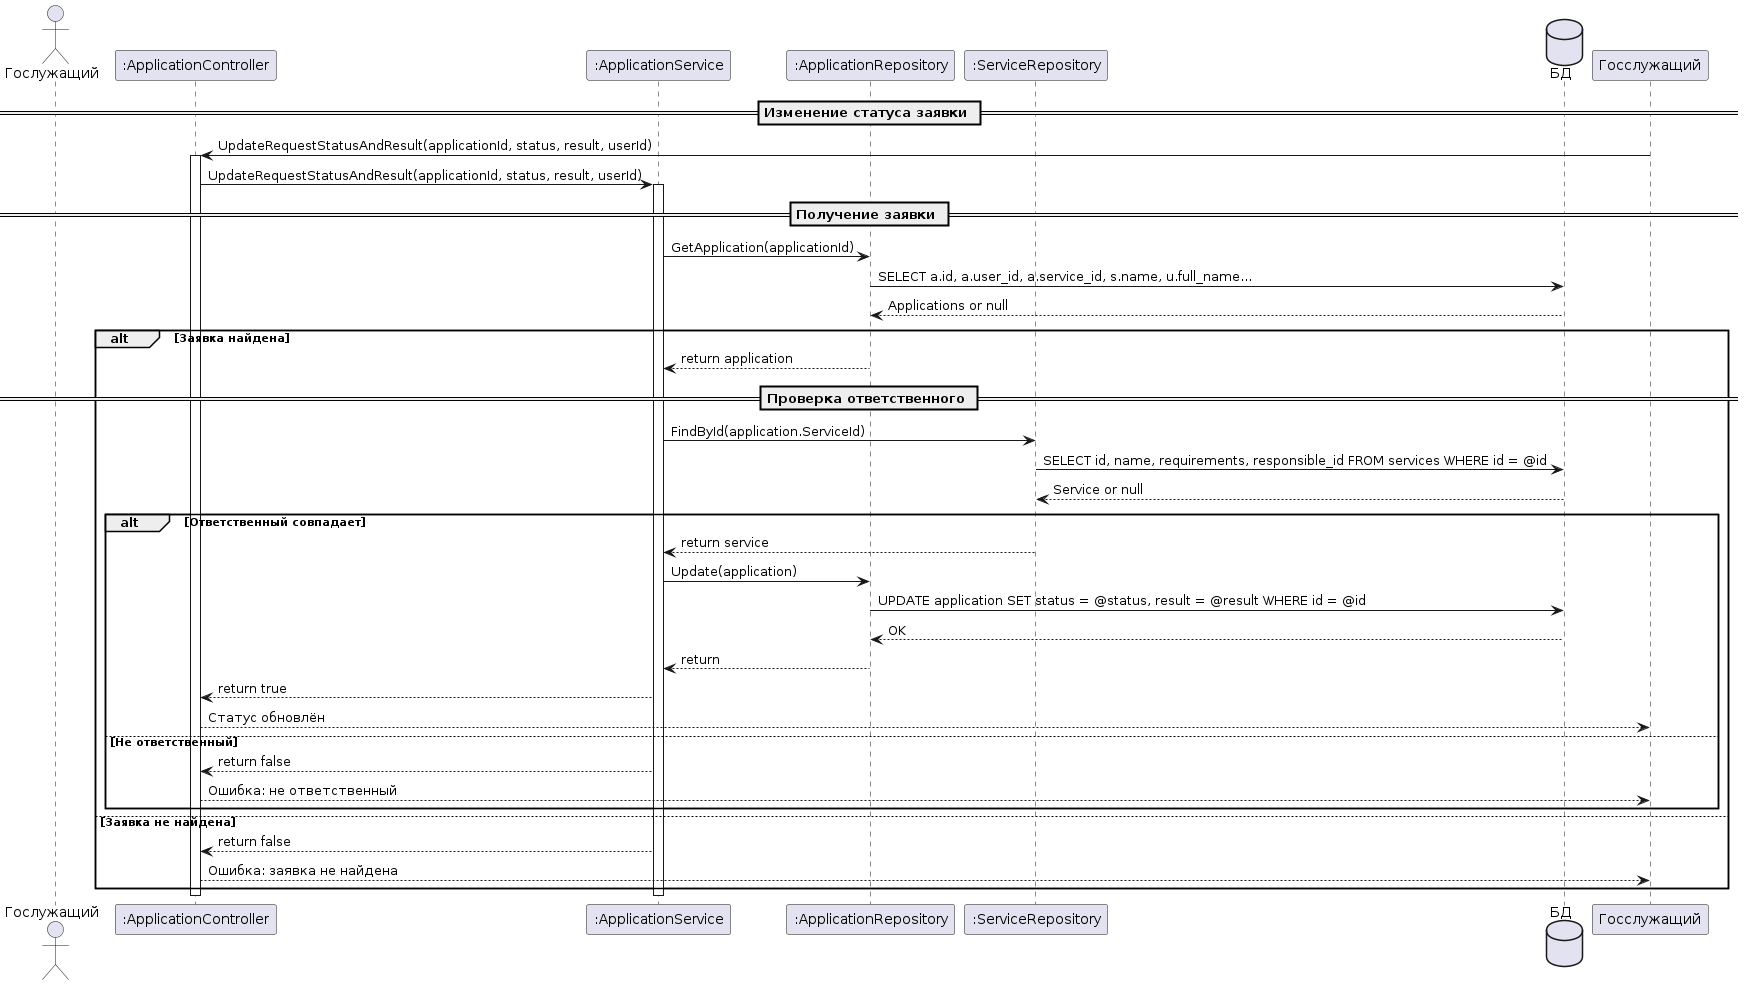 Гослужащий
:ApplicationController
:ApplicationService
:ApplicationRepository
:ServiceRepository
БД
Госслужащий
Изменение статуса заявки
UpdateRequestStatusAndResult(applicationId, status, result, userId)
UpdateRequestStatusAndResult(applicationId, status, result, userId)
Получение заявки
GetApplication(applicationId)
SELECT a.id, a.user_id, a.service_id, s.name, u.full_name...
Applications or null
alt [Заявка найдена]
return application
Проверка ответственного
FindById(application.ServiceId)
SELECT id, name, requirements, responsible_id FROM services WHERE id = @id
Service or null
alt [Ответственный совпадает]
return service
Update(application)
UPDATE application SET status = @status, result = @result WHERE id = @id
OK
return
return true
Статус обновлён
[Не ответственный]
return false
Ошибка: не ответственный
[Заявка не найдена]
return false
Ошибка: заявка не найдена
Гослужащий
:ApplicationController
:ApplicationService
:ApplicationRepository
:ServiceRepository
БД
Госслужащий